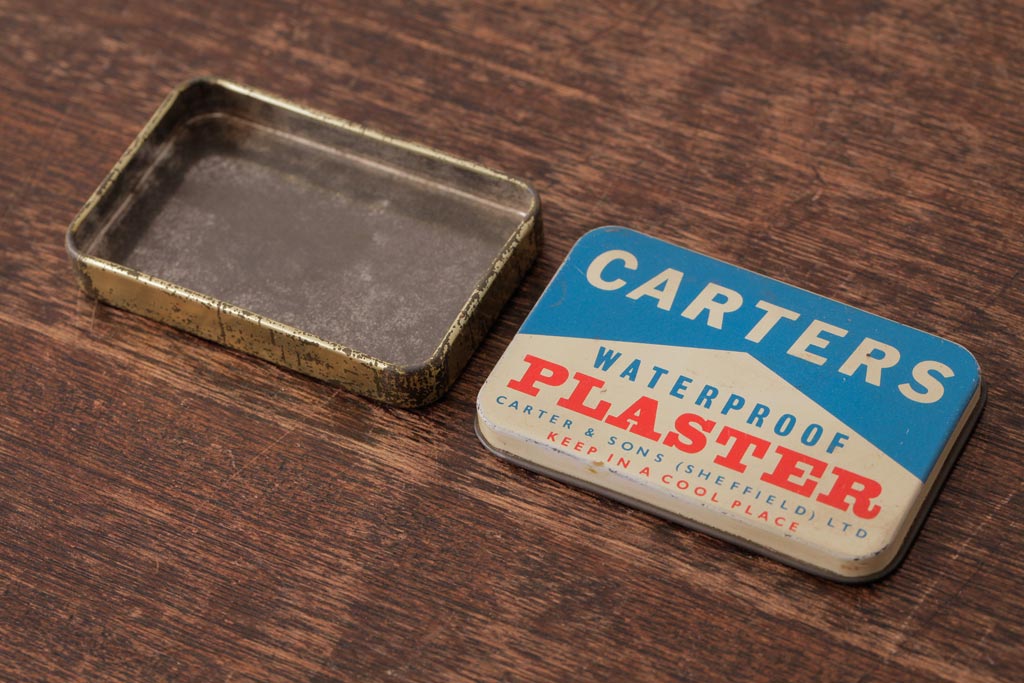 CARTERS
WATERPROOF
PLASTER
CARTER & SONS (SHEFFIELD) LTD
KEEP IN A COOL PLACE